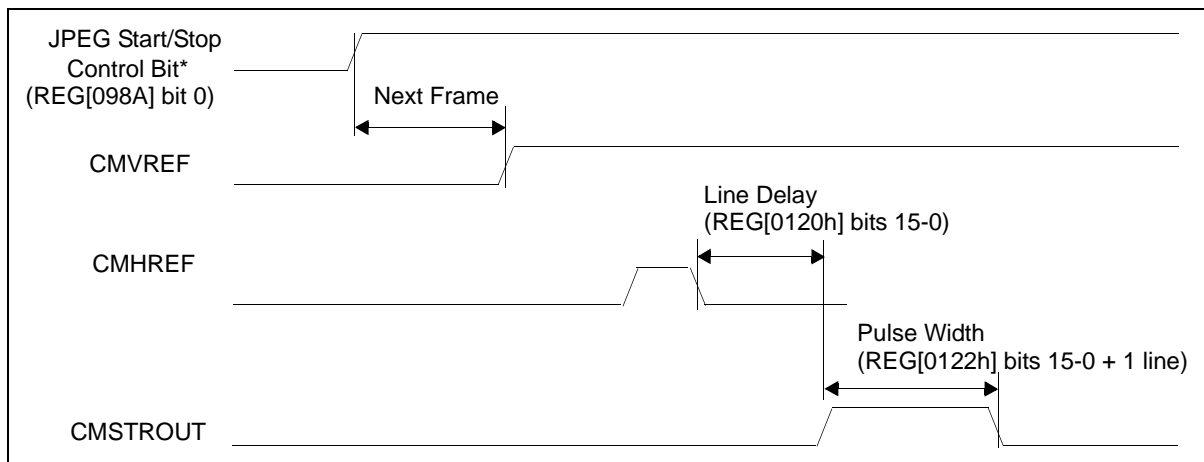 JPEG Start/Stop
Control Bit*
(REG[098A] bit 0)
Next Frame
CMVREF
Line Delay
(REG[0120h] bits 15-0)
CMHREF
Pulse Width
(REG[0122h] bits 15-0 + 1 line)
CMSTROUT